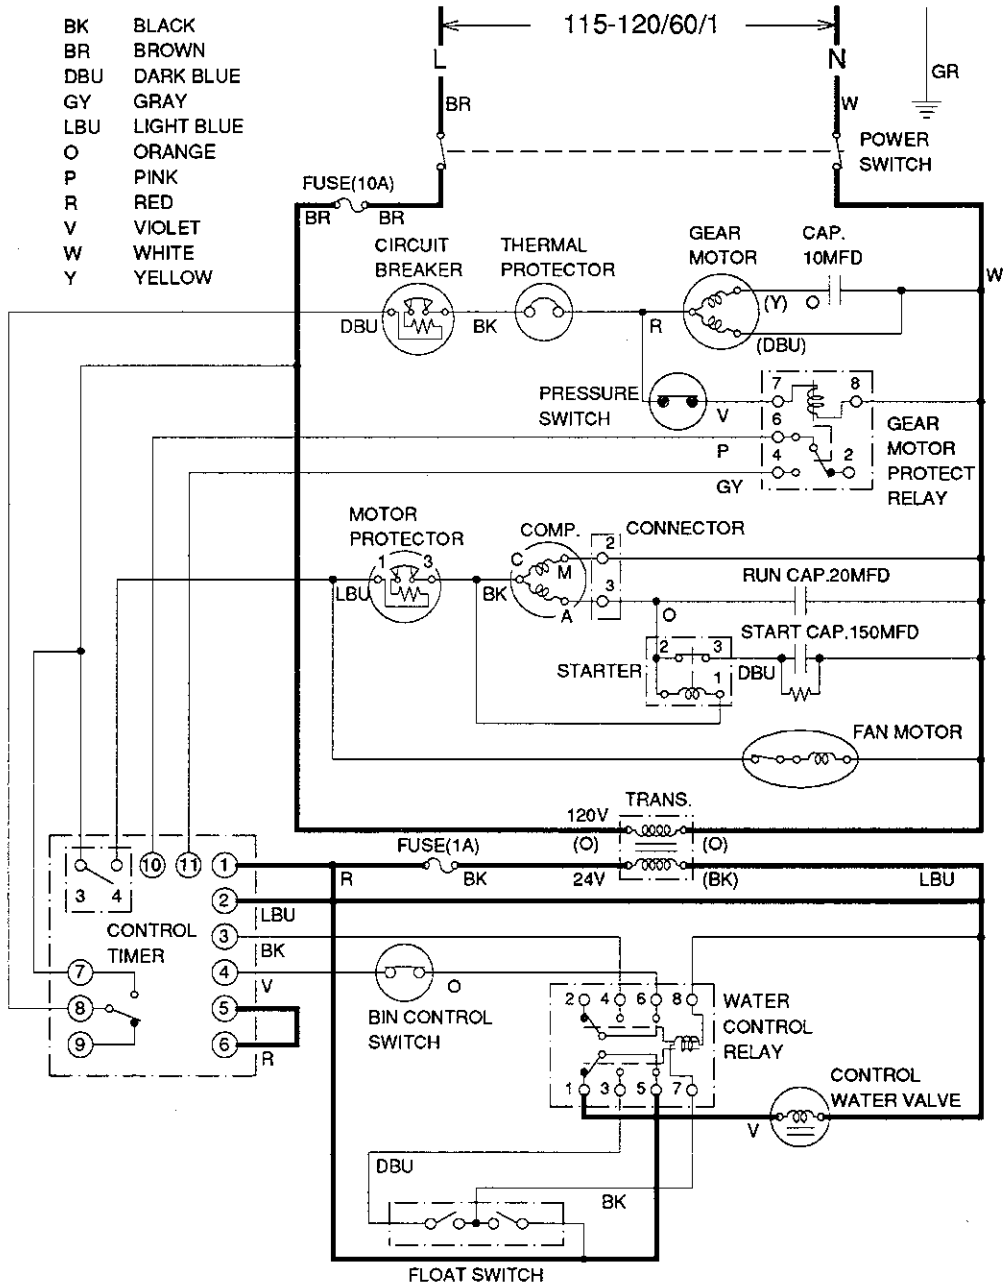 115-120/60/1
BK BLACK
BR BROWN
DBU DARK BLUE
GY GRAY
LBU LIGHT BLUE
O ORANGE
P PINK
R RED
V VIOLET
W WHITE
Y YELLOW
L
N
GR
BR
W
POWER
SWITCH
FUSE(10A)
BR
BR
W
CIRCUIT
BREAKER
THERMAL
PROTECTOR
GEAR
MOTOR
CAP.
10MFD
DBU
BK
R
(Y)
O
(DBU)
PRESSURE
SWITCH
V
7
8
6
4
2
P
GY
GEAR
MOTOR
PROTECT
RELAY
MOTOR
PROTECTOR
1
3
LBU
BK
COMP.
C
M
A
CONNECTOR
2
3
O
RUN CAP.20MFD
START CAP.150MFD
STARTER
2
3
1
DBU
FAN MOTOR
TRANS.
120V
(O)
(O)
FUSE(1A)
R
BK
24V
(BK)
LBU
3
4
10
11
1
2
LBU
CONTROL
TIMER
3
BK
7
4
V
8
5
9
6
R
BIN CONTROL
SWITCH
O
2
4
6
8
WATER
CONTROL
RELAY
1
3
5
7
CONTROL
WATER VALVE
V
DBU
BK
FLOAT SWITCH